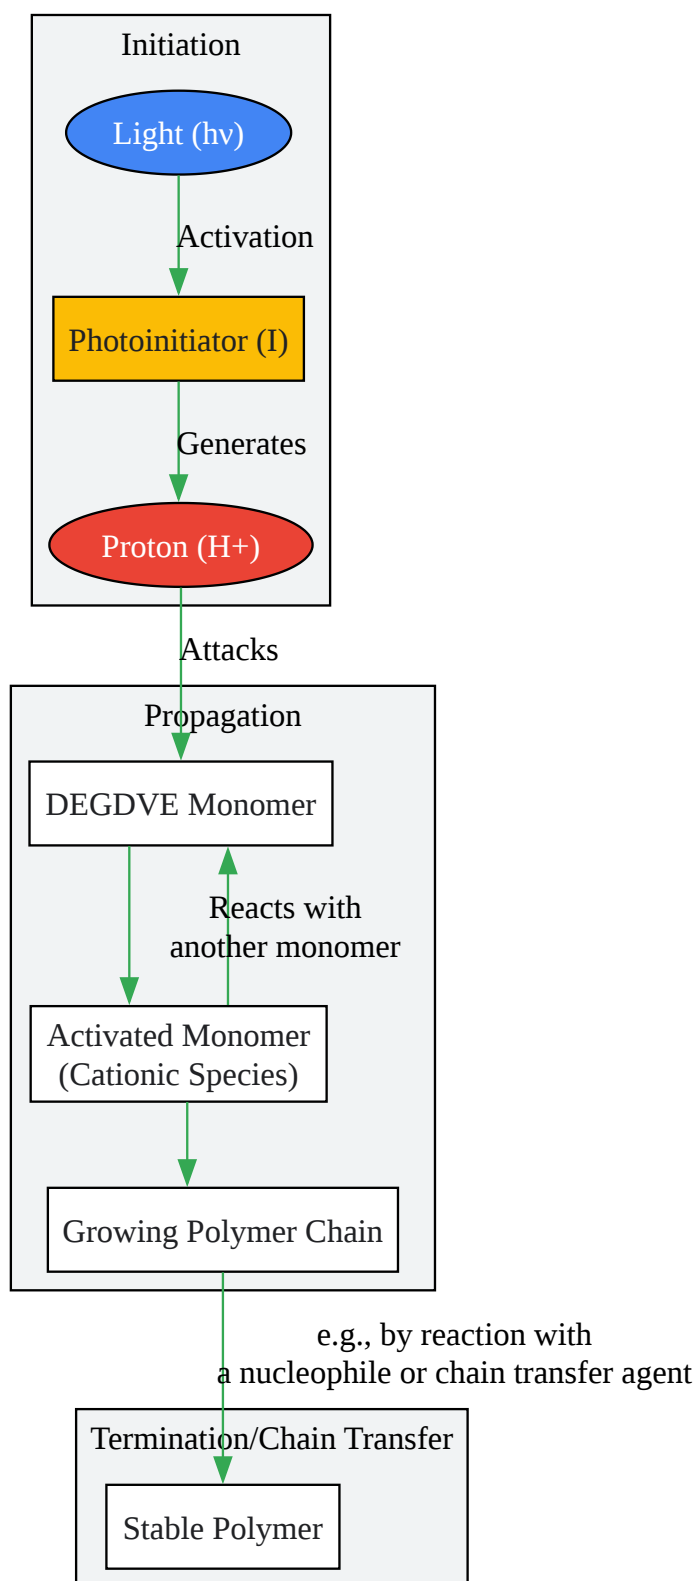 Initiation
Light (hν)
Activation
Photoinitiator (I)
Generates
Proton (H+)
Attacks
Propagation
DEGDVE Monomer
Reacts with
another monomer
Activated Monomer
(Cationic Species)
Growing Polymer Chain
e.g., by reaction with
a nucleophile or chain transfer agent
Termination/Chain Transfer
Stable Polymer